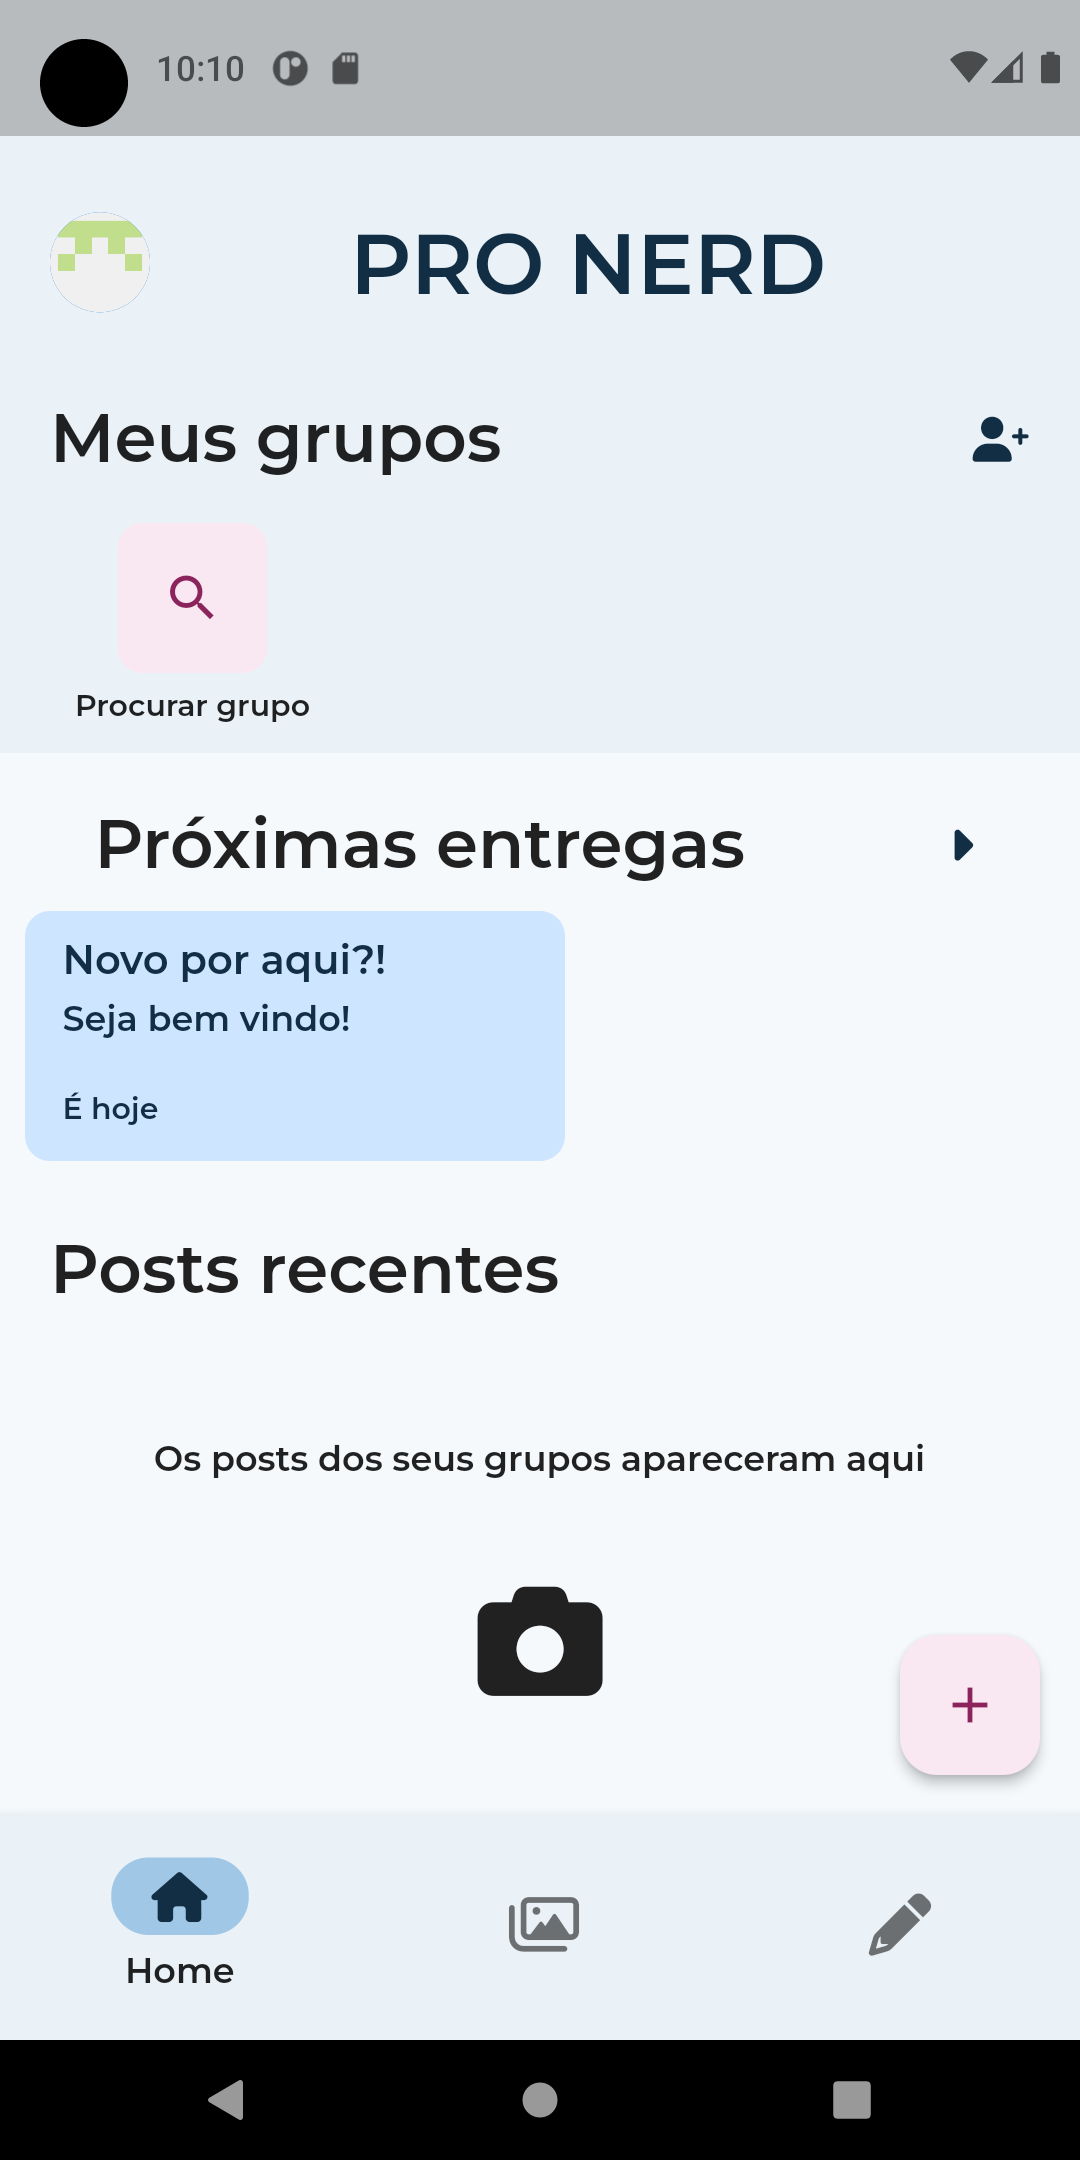 10:10
PRO NERD
Meus grupos
Procurar grupo
Próximas entregas
Novo por aqui?!
Seja bem vindo!
É hoje
Posts recentes
Os posts dos seus grupos apareceram aqui
Home